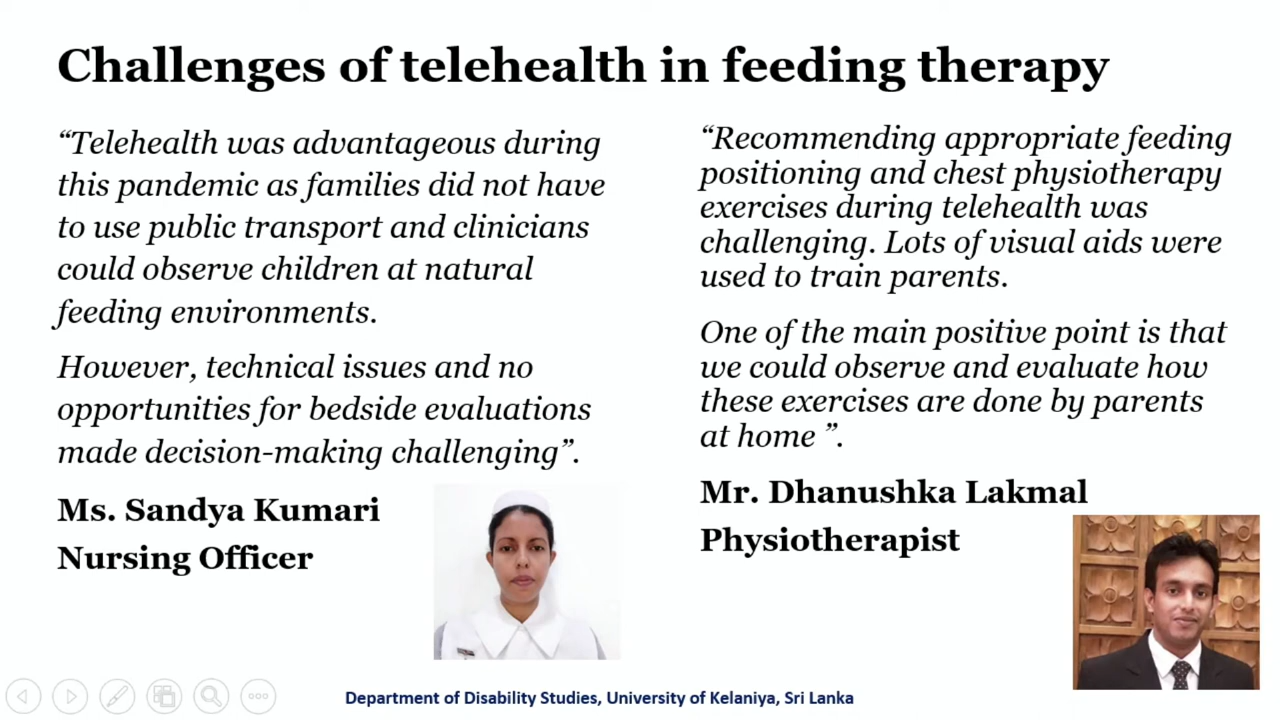 Challenges of telehealth in feeding therapy
“Telehealth was advantageous during
this pandemic as families did not have
to use public transport and clinicians
could observe children at natural
feeding environments.
However, technical issues and no
opportunities for bedside evaluations
made decision-making challenging”.
Ms. Sandya Kumari
Nursing Officer
“Recommending appropriate feeding
positioning and chest physiotherapy
exercises during telehealth was
challenging. Lots of visual aids were
used to train parents.
One of the main positive point is that
we could observe and evaluate how
these exercises are done by parents
at home ”.
Mr. Dhanushka Lakmal
Physiotherapist
Department of Disability Studies, University of Kelaniya, Sri Lanka